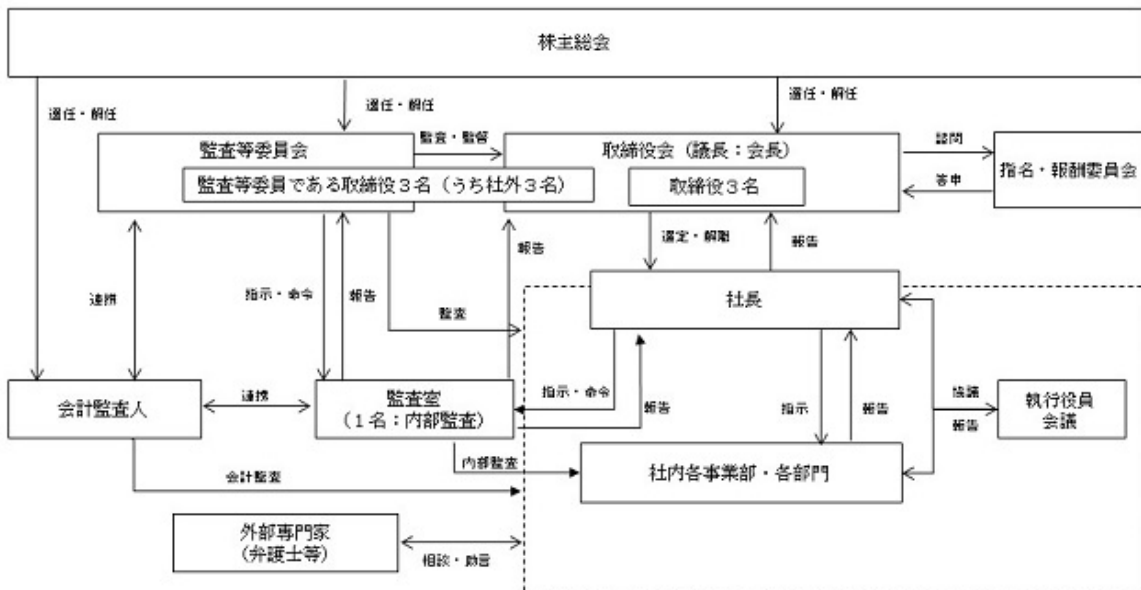 株主総会
選任・解任
選任・解任
選任・解任
監査等委員会
監査・監督
取締役会(議長:会長)
諮問
監査等委員である取締役3名(うち社外3名)
取締役3名
答申
指名・報酬委員会
選定・解職
報告
報告
連携
指示・命令
報告
監査
社長
会計監査人
連携
監査室
(1名:内部監査)
指示・命令
報告
指示
報告
協議
報告
執行役員
会議
内部監査
社内各事業部・各部門
会計監査
外部専門家
(弁護士等)
相談・助言